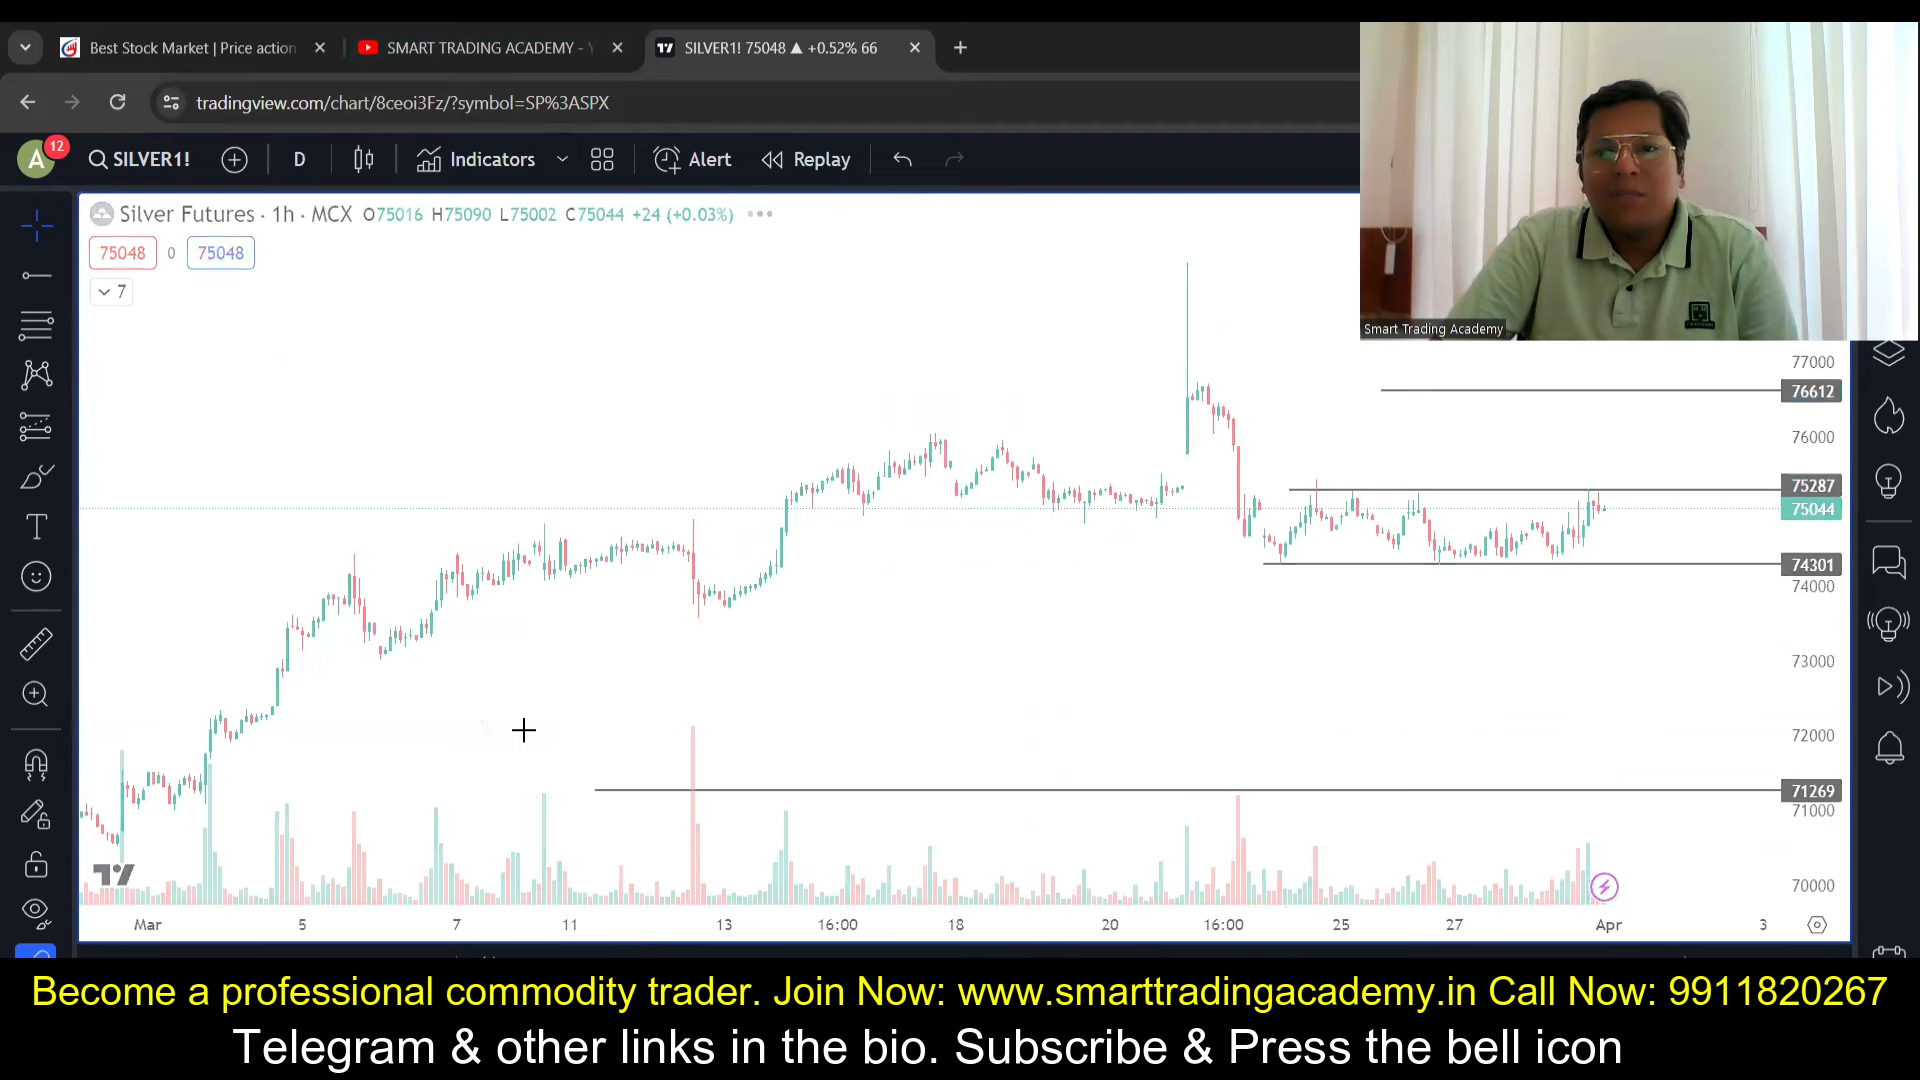 Best Stock Market | Price action
SMART TRADING ACADEMY - Y
SILVER1! 75048 ▲ +0.52% 66
tradingview.com/chart/8ceoi3Fz/?symbol=SP%3ASPX
A
12
SILVER1!
D
Indicators
Alert
Replay
Silver Futures · 1h · MCX O75016 H75090 L75002 C75044 +24 (+0.03%)
75048 0 75048
7
Smart Trading Academy
77000
76612
76000
75287
75044
74301
74000
73000
72000
71269
71000
70000
Mar 5 7 11 13 16:00 18 20 16:00 25 27 Apr 3
Become a professional commodity trader. Join Now: www.smarttradingacademy.in Call Now: 9911820267
Telegram & other links in the bio. Subscribe & Press the bell icon